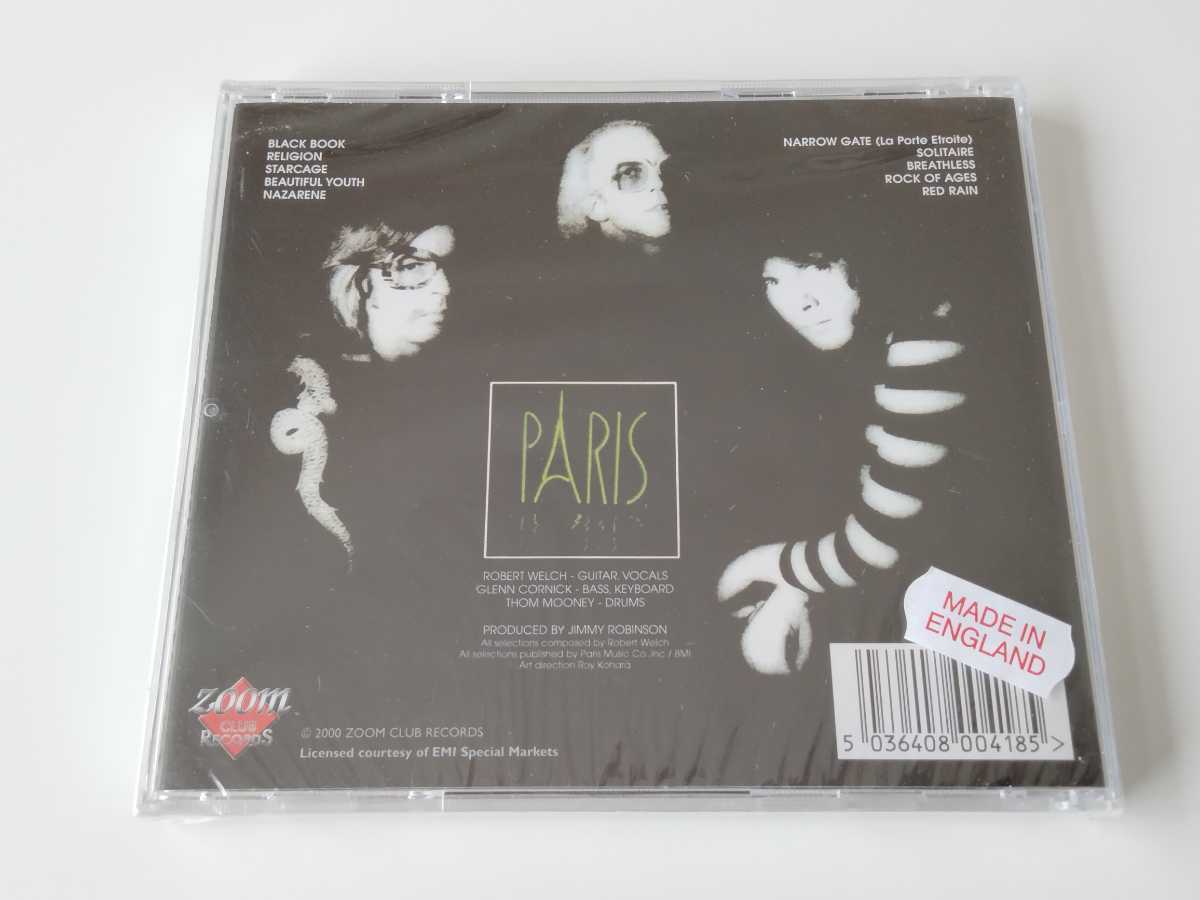 BLACK BOOK
RELIGION
STARCAGE
BEAUTIFUL YOUTH
NAZARENE
NARROW GATE (La Porte Etroite)
SOLITAIRE
BREATHLESS
ROCK OF AGES
RED RAIN
PARIS
ROBERT WELCH - GUITAR, VOCALS
GLENN CORNICK - BASS, KEYBOARD
THOM MOONEY - DRUMS
PRODUCED BY JIMMY ROBINSON
All selections composed by Robert Welch
All selections published by Paris Music Co.,Inc / BMI
Art direction Roy Kohara
zoom
CLUB
RECORDS
© 2000 ZOOM CLUB RECORDS
Licensed courtesy of EMI Special Markets
MADE IN
ENGLAND
5 036408 004185 >